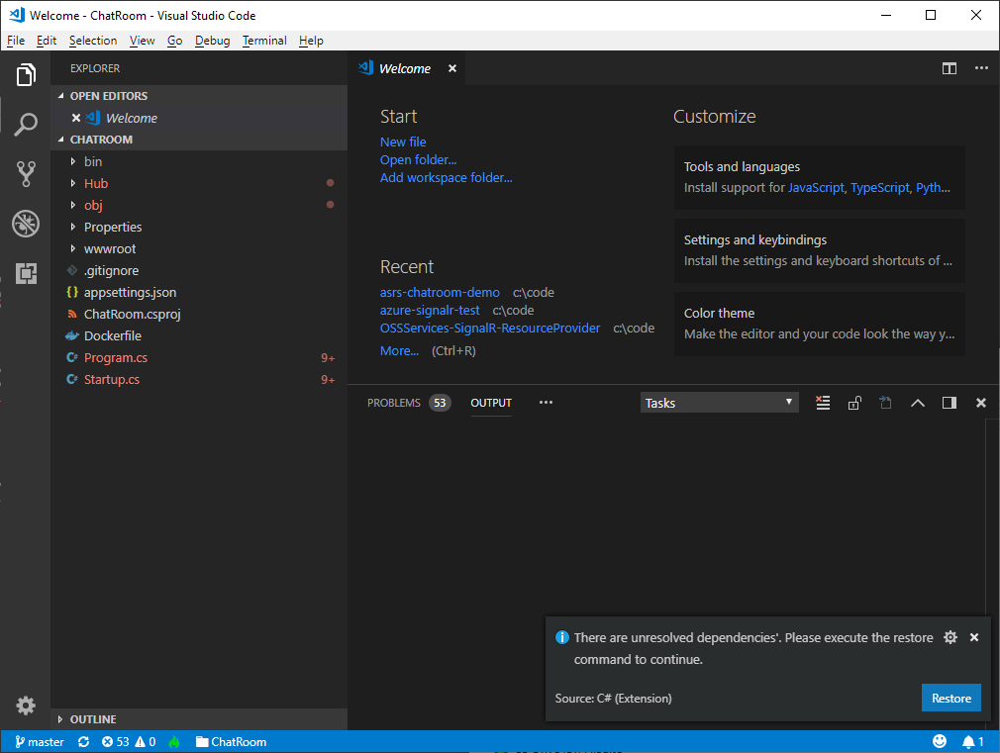 Welcome - ChatRoom - Visual Studio Code
File Edit Selection View Go Debug Terminal Help
EXPLORER
OPEN EDITORS
Welcome
CHATROOM
bin
Hub
obj
Properties
wwwroot
.gitignore
{} appsettings.json
ChatRoom.csproj
Dockerfile
C# Program.cs 9+
C# Startup.cs 9+
OUTLINE
Welcome
Start
New file
Open folder...
Add workspace folder...
Recent
asrs-chatroom-demo c:\code
azure-signalr-test c:\code
OSSServices-SignalR-ResourceProvider c:\code
More... (Ctrl+R)
Customize
Tools and languages
Install support for JavaScript, TypeScript, Pyth...
Settings and keybindings
Install the settings and keyboard shortcuts of ...
Color theme
Make the editor and your code look the way y...
PROBLEMS 53 OUTPUT ... Tasks
There are unresolved dependencies'. Please execute the restore
command to continue.
Source: C# (Extension) Restore
master 53 0 ChatRoom 1